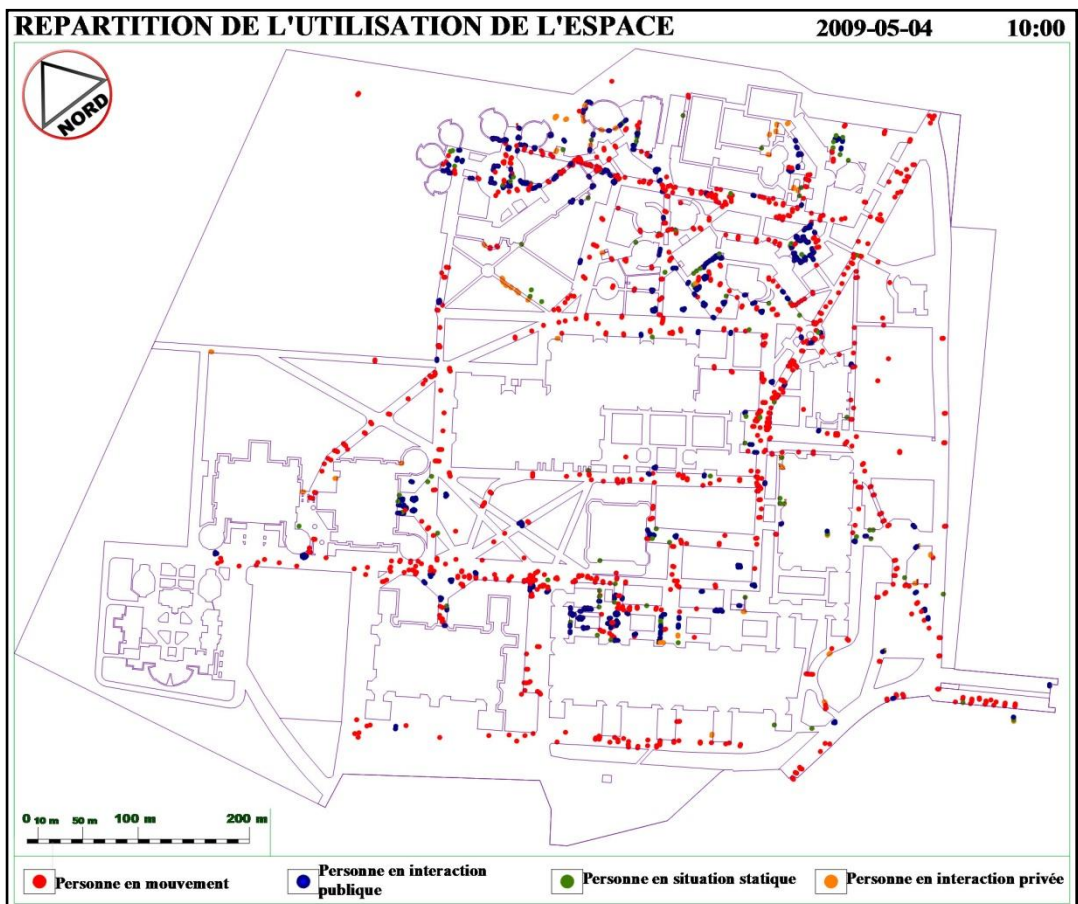 REPARTITION DE L'UTILISATION DE L'ESPACE 2009-05-04 10:00
NORD
0 10 m 50 m 100 m 200 m
Personne en mouvement
Personne en interaction
publique
Personne en situation statique
Personne en interaction privée